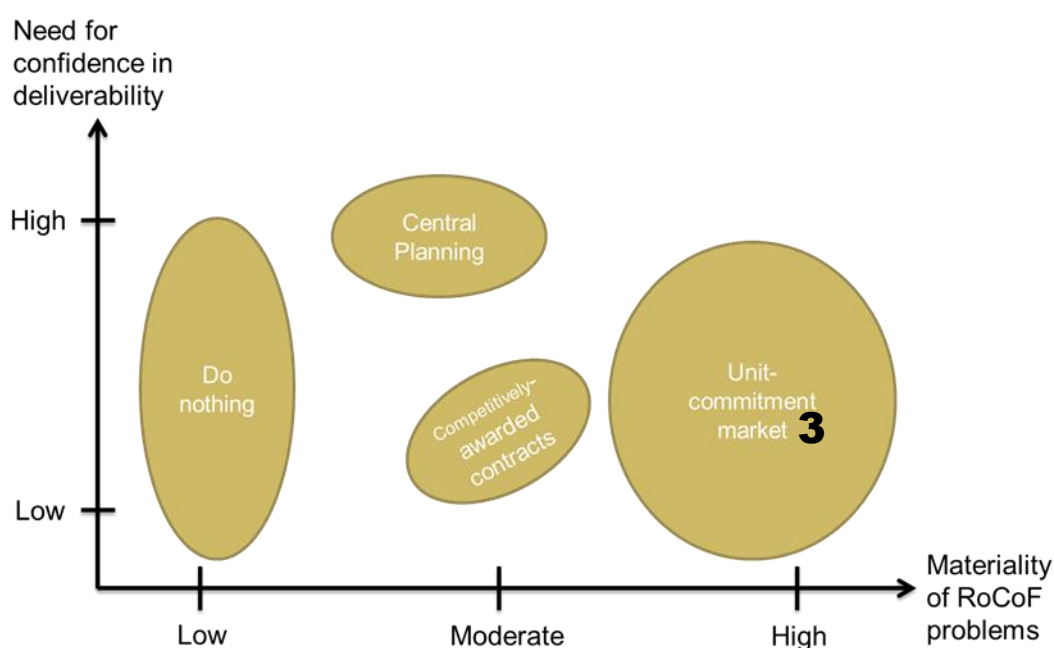 Need for
confidence in
deliverability
High
Central
Planning
Do
nothing
Competitively-
awarded
contracts
Unit-
commitment
market 3
Low
Low
Moderate
High
Materiality
of RoCoF
problems